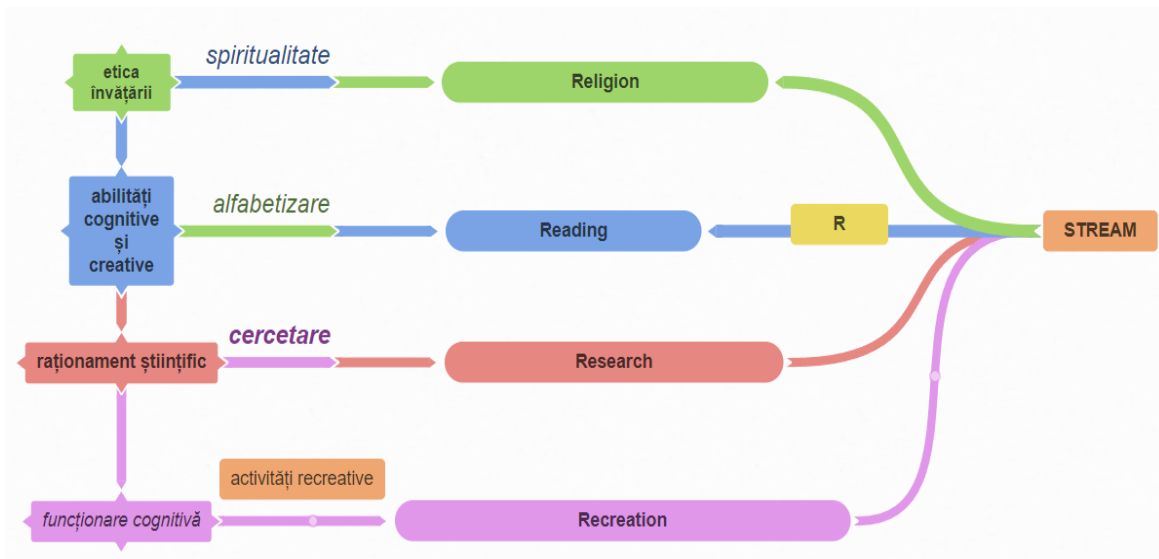 spiritualitate
etica
învățării
Religion
abilități
cognitive
și
creative
alfabetizare
Reading
R
STREAM
cercetare
raționament științific
Research
activități recreative
funcționare cognitivă
Recreation